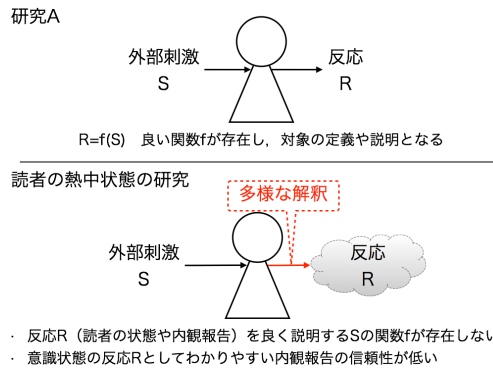 研究A
外部刺激 反応
S R
R=f(S) 良い関数fが存在し，対象の定義や説明となる
読者の熱中状態の研究
多様な解釈
外部刺激 反応
S R
· 反応R（読者の状態や内観報告）を良く説明するSの関数fが存在しない
· 意識状態の反応Rとしてわかりやすい内観報告の信頼性が低い